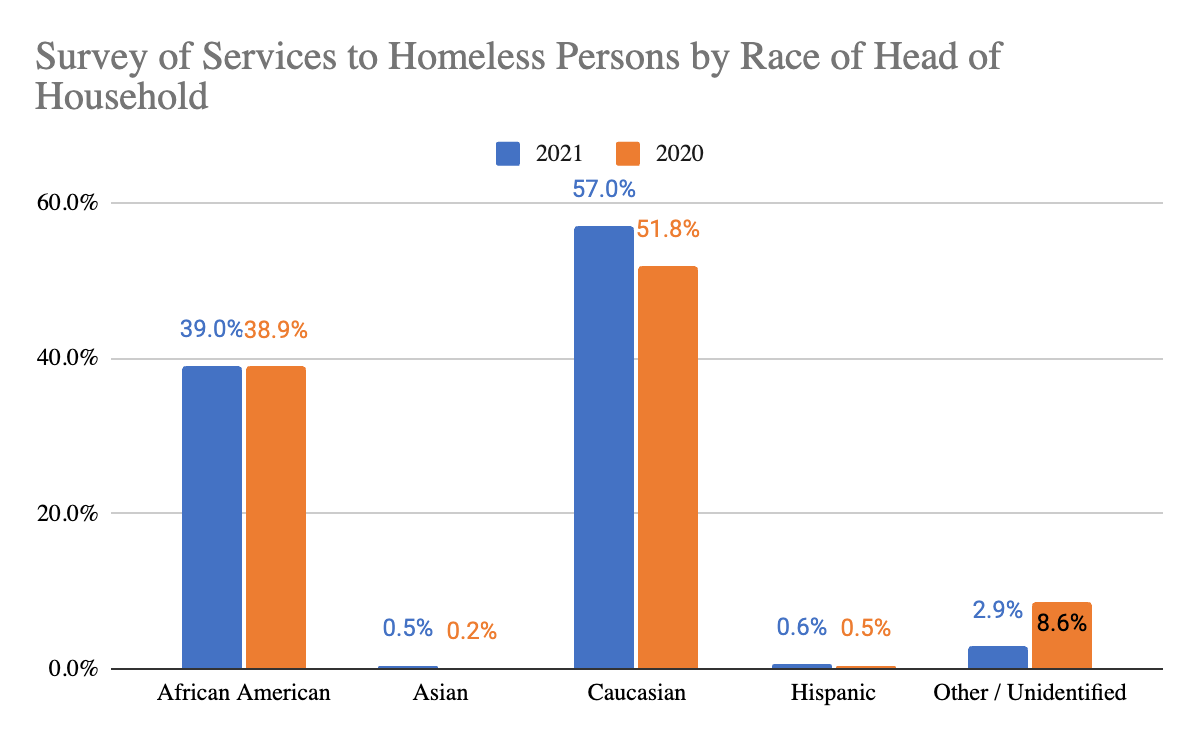 Survey of Services to Homeless Persons by Race of Head of
Household
2021 2020
57.0%
60.0%
51.8%
39.0% 38.9%
40.0%
20.0%
0.5% 0.2% 0.6% 0.5% 2.9% 8.6%
0.0%
African American Asian Caucasian Hispanic Other / Unidentified